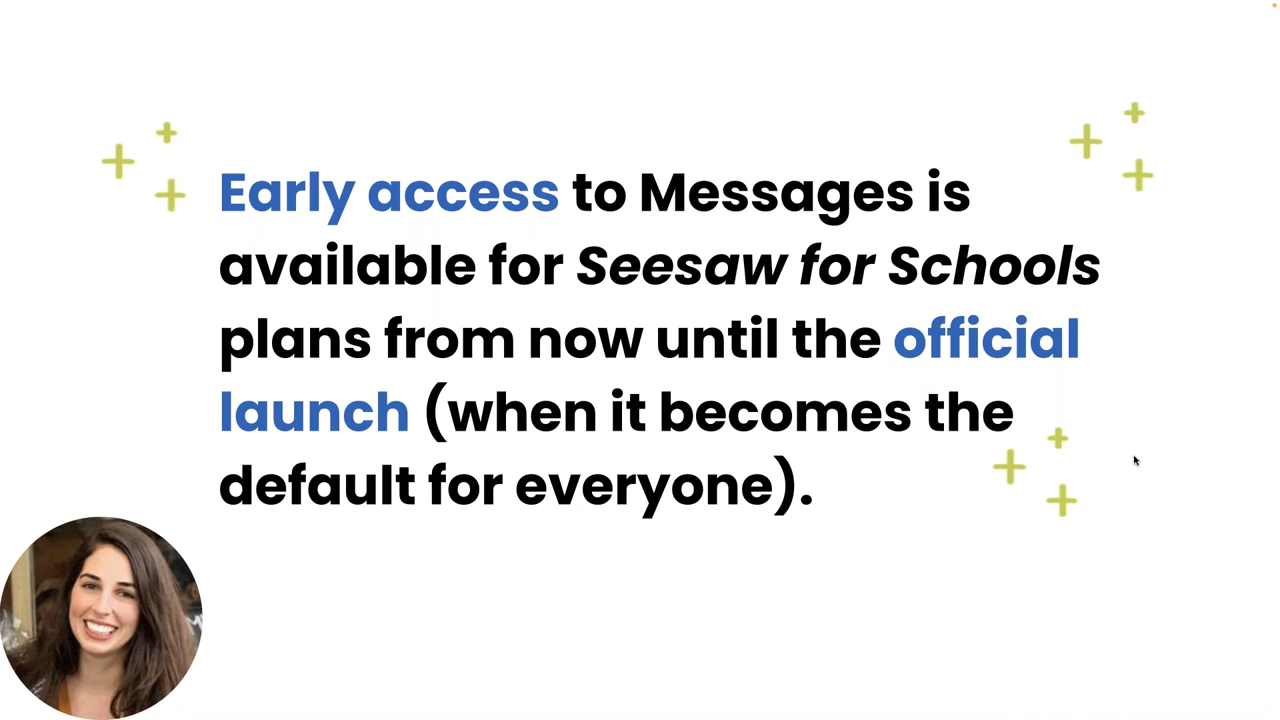 Early access to Messages is
available for Seesaw for Schools
plans from now until the official
launch (when it becomes the
default for everyone).